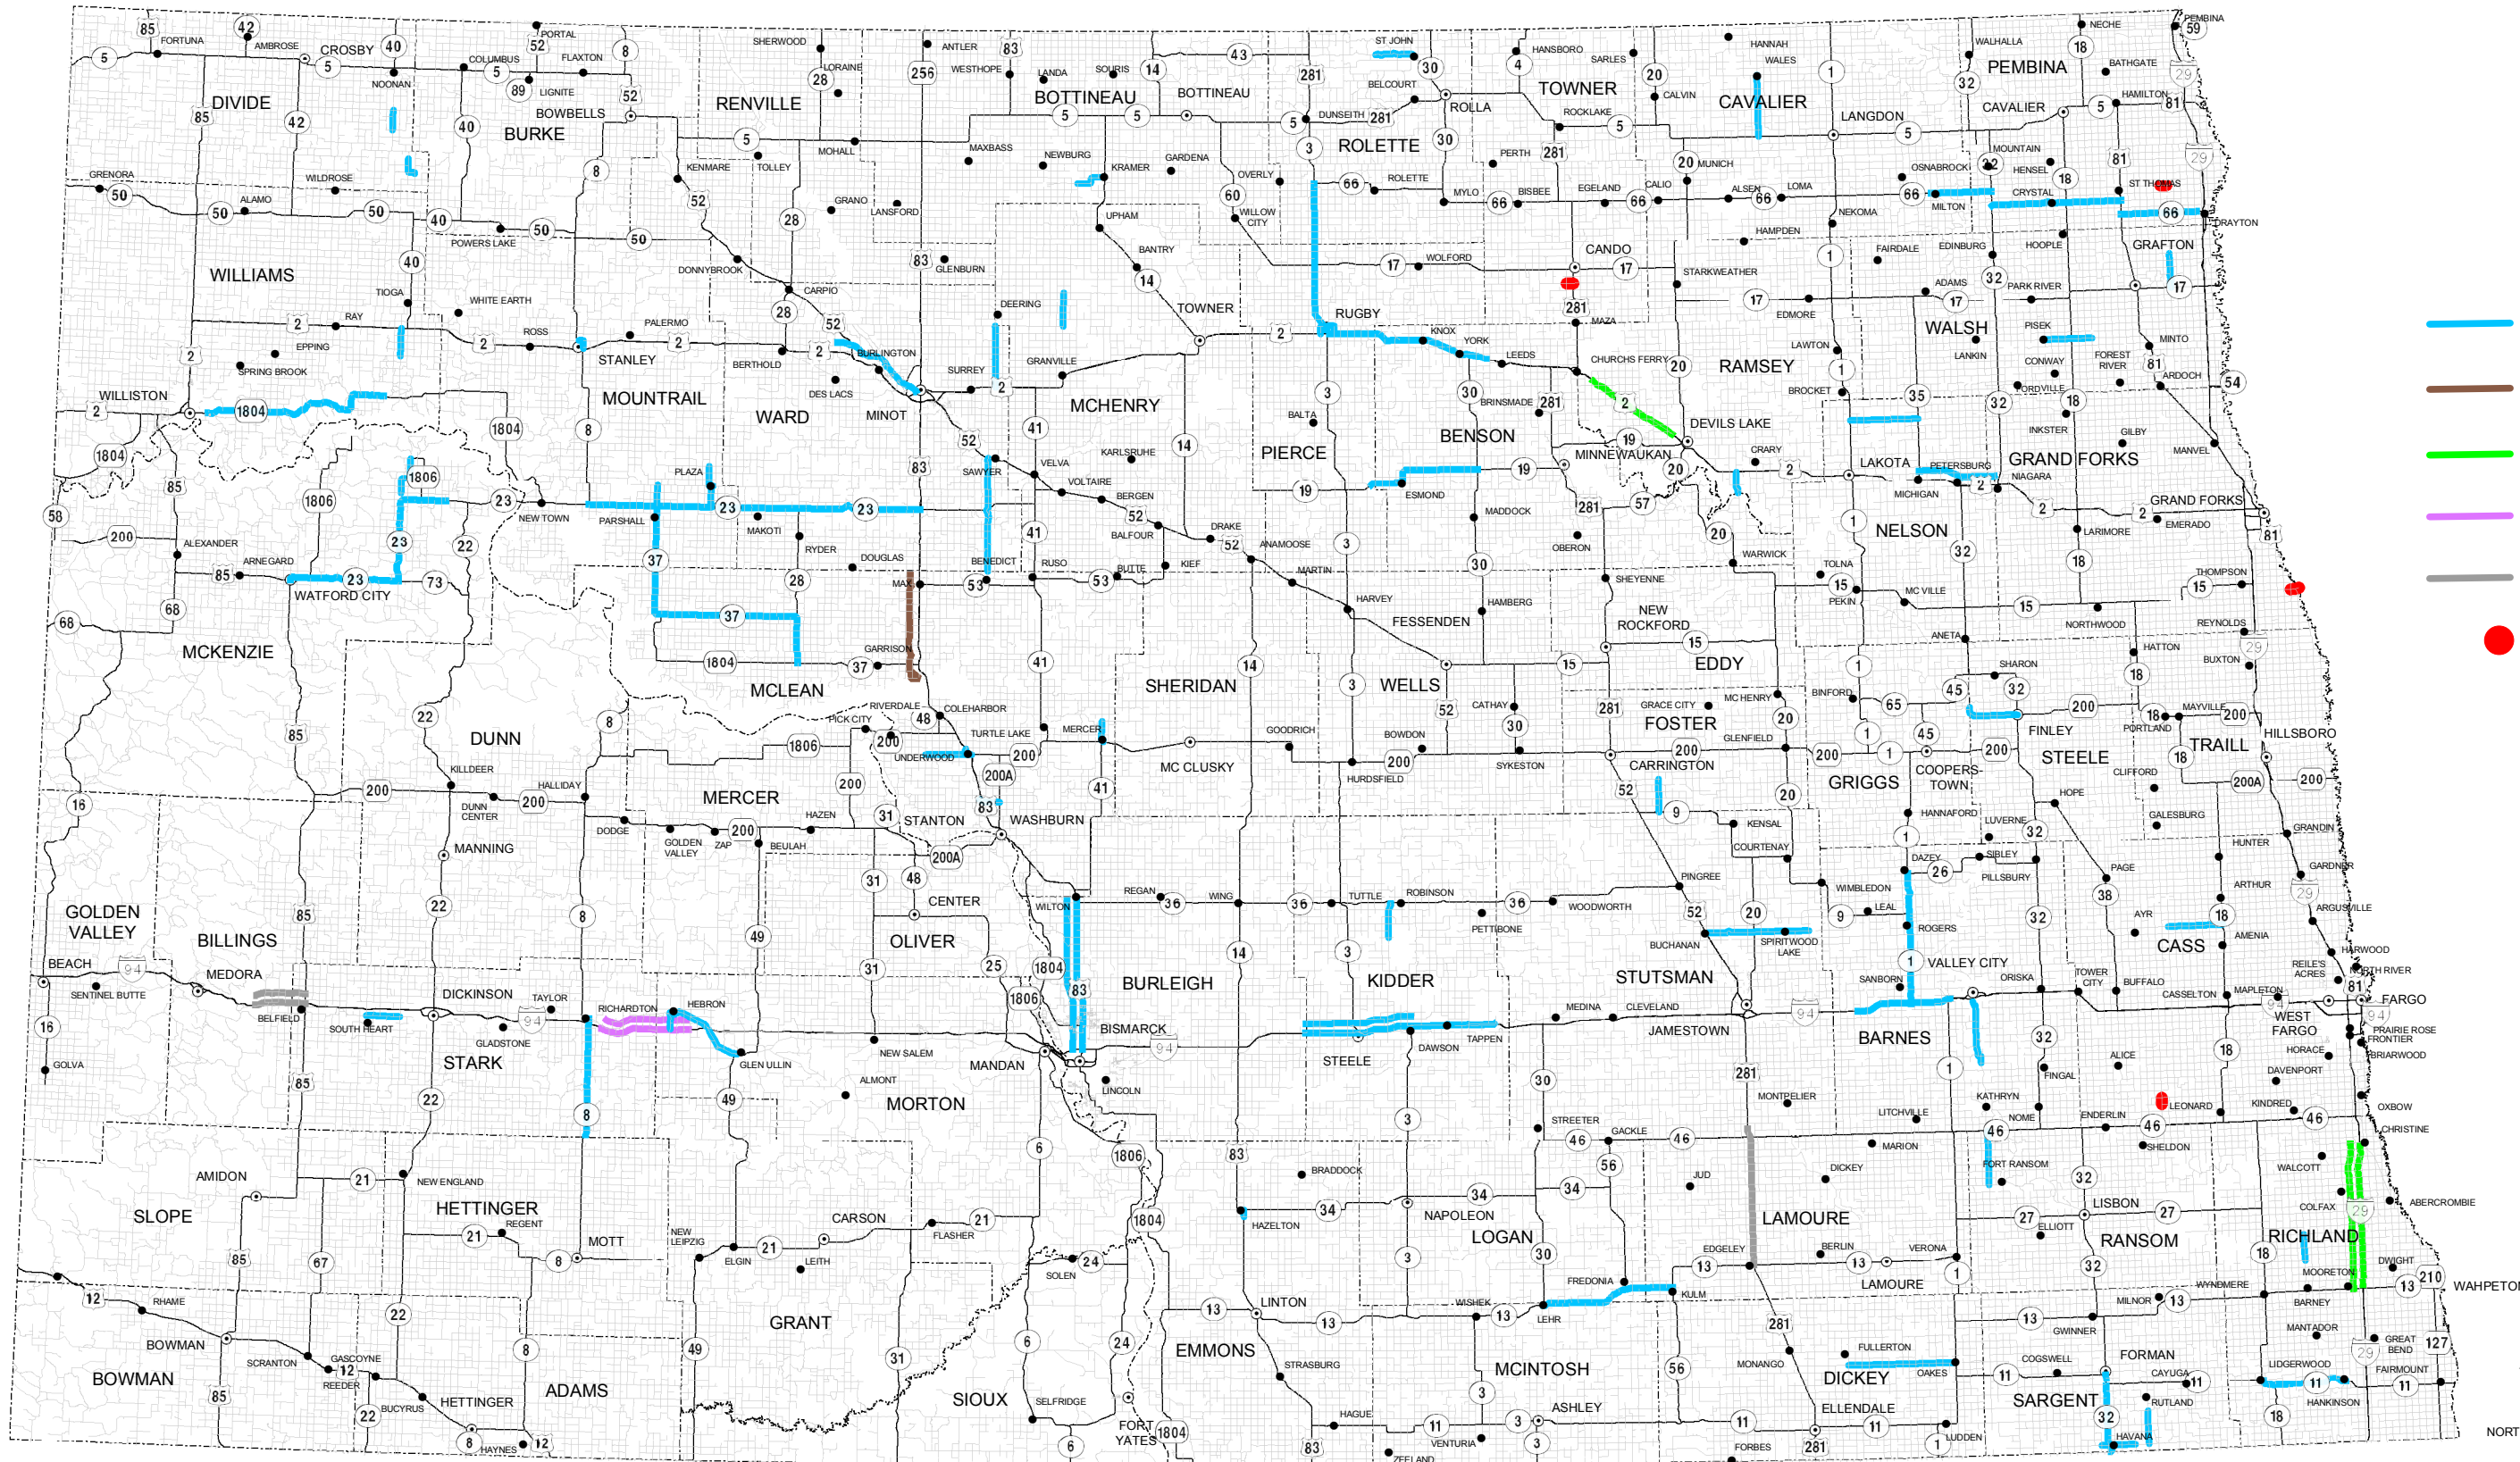 FORTUNA
AMBROSE
CROSBY
NOONAN
COLUMBUS
PORTAL
FLAXTON
LIGNITE
BOWBELLS
DIVIDE
BURKE
RENVILLE
SHERWOOD
LORAINE
ANTLER
WESTHOPE
LANDA
SOURIS
BOTTINEAU
BOTTINEAU
MOHALL
TOLLEY
KENMARE
MAXBASS
NEWBURG
KRAMER
GARDENA
OVERLY
ST JOHN
BELCOURT
ROLLA
DUNSEITH
ROLETTE
ROLETTE
HANSBORO
SARLES
TOWNER
ROCKLAKE
CALVIN
HANNAH
WALES
CAVALIER
LANGDON
WALHALLA
PEMBINA
NECHE
PEMBINA
BATHGATE
CAVALIER
HAMILTON
MOUNTAIN
HENSEL
OSNABROCK
CRYSTAL
ST THOMAS
MILTON
DRAYTON
PERTH
MUNICH
MYLO
BISBEE
EGELAND
CALIO
ALSEN
LOMA
NEKOMA
HAMPDEN
FAIRDALE
EDINBURG
HOOPLE
GRAFTON
GRENORA
WILDROSE
ALAMO
POWERS LAKE
WILLIAMS
TIOGA
WHITE EARTH
RAY
EPPING
SPRING BROOK
WILLISTON
ROSS
STANLEY
PALERMO
MOUNTRAIL
DONNYBROOK
CARPIO
GRANO
LANSFORD
GLENBURN
BERTHOLD
DES LACS
BURLINGTON
MINOT
SURREY
WARD
DEERING
GRANVILLE
UPHAM
BANTRY
TOWNER
WILLOW CITY
WOLFORD
CANDO
STARKWEATHER
RUGBY
KNOX
YORK
LEEDS
MAZA
CHURCHS FERRY
RAMSEY
EDMORE
ADAMS
PARK RIVER
WALSH
LAWTON
LANKIN
PISEK
CONWAY
FOREST RIVER
MINTO
FORDVILLE
ARDOCH
BROCKET
MCHENRY
BALTA
PIERCE
BENSON
BRINSMADE
MINNEWAUKAN
DEVILS LAKE
CRARY
LAKOTA
PETERSBURG
MICHIGAN
NIAGARA
GRAND FORKS
INKSTER
GILBY
MANVEL
GRAND FORKS
LARIMORE
EMERADO
THOMPSON
NELSON
SAWYER
VELVA
KARLSRUHE
VOLTAIRE
BERGEN
BALFOUR
DRAKE
ANAMOOSE
MARTIN
ESMOND
MADDOCK
OBERON
WARWICK
TOLNA
PEKIN
MC VILLE
NORTHWOOD
REYNOLDS
ALEXANDER
ARNEGARD
WATFORD CITY
NEW TOWN
PARSHALL
PLAZA
MAKOTI
RYDER
DOUGLAS
MAX
BENEDICT
RUSO
BUTTE
KIEF
HARVEY
FESSENDEN
HAMBERG
SHEYENNE
NEW ROCKFORD
EDDY
ANETA
HATTON
BUXTON
SHARON
MCKENZIE
MCLEAN
GARRISON
SHERIDAN
WELLS
CATHAY
MC HENRY
GRACE CITY
FOSTER
BINFORD
FINLEY
PORTLAND
MAYVILLE
HILLSBORO
TRAILL
STEELE
DUNN
KILLDEER
DUNN CENTER
HALLIDAY
MERCER
PICK CITY
RIVERDALE
COLEHARBOR
TURTLE LAKE
UNDERWOOD
MERCER
MC CLUSKY
GOODRICH
HURDSFIELD
BOWDON
SYKESTON
CARRINGTON
GLENFIELD
GRIGGS
COOPERS-
TOWN
CLIFFORD
HOPE
GALESBURG
HANNAFORD
LUVERNE
GRANDIN
MANNING
DODGE
GOLDEN VALLEY
ZAP
BEULAH
HAZEN
STANTON
WASHBURN
KENSAL
COURTENAY
DAZEY
SIBLEY
PILLSBURY
PAGE
HUNTER
GARDNER
ARTHUR
ARGUSVILLE
GOLDEN VALLEY
BILLINGS
CENTER
OLIVER
WILTON
REGAN
WING
TUTTLE
ROBINSON
PETTIBONE
WOODWORTH
PINGREE
BUCHANAN
SPIRITWOOD LAKE
WIMBLEDON
LEAL
ROGERS
AYR
AMENIA
CASS
HARWOOD
REILE'S ACRES
NORTH RIVER
BEACH
SENTINEL BUTTE
MEDORA
BELFIELD
SOUTH HEART
DICKINSON
GLADSTONE
TAYLOR
RICHARDTON
HEBRON
GLEN ULLIN
NEW SALEM
ALMONT
MANDAN
BISMARCK
LINCOLN
BURLEIGH
KIDDER
STEELE
DAWSON
TAPPEN
MEDINA
CLEVELAND
STUTSMAN
JAMESTOWN
SANBORN
VALLEY CITY
BARNES
ORISKA
TOWER CITY
BUFFALO
CASSELTON
MAPLETON
WEST FARGO
FARGO
PRAIRIE ROSE
FRONTIER
BRIARWOOD
HORACE
DAVENPORT
ALICE
FINGAL
GOLVA
STARK
MORTON
STREETER
GACKLE
MONTPELIER
LITCHVILLE
KATHRYN
NOME
ENDERLIN
LEONARD
KINDRED
OXBOW
CHRISTINE
MARION
SHELDON
WALCOTT
FORT RANSOM
AMIDON
SLOPE
NEW ENGLAND
HETTINGER
REGENT
MOTT
NEW LEIPZIG
ELGIN
LEITH
CARSON
FLASHER
SOLEN
BRADDOCK
HAZELTON
NAPOLEON
LOGAN
JUD
DICKEY
LAMOURE
EDGELEY
BERLIN
LAMOURE
VERONA
ELLIOTT
LISBON
RANSOM
COLFAX
ABERCROMBIE
RICHLAND
DWIGHT
MOORETON
WYNDMERE
BARNEY
WAHPETON
RHAME
BOWMAN
BOWMAN
SCRANTON
GASCOYNE
REEDER
BUCYRUS
HETTINGER
HAYNES
ADAMS
GRANT
SIOUX
SELFRIDGE
FORT YATES
LINTON
EMMONS
STRASBURG
HAGUE
ZEELAND
VENTURIA
WISHEK
LEHR
FREDONIA
KULM
MCINTOSH
ASHLEY
MONANGO
FULLERTON
DICKEY
OAKES
ELLENDALE
FORBES
LUDDEN
GWINNER
MILNOR
COGSWELL
FORMAN
CAYUGA
RUTLAND
SARGENT
HAVANA
MANTADOR
GREAT BEND
LIDGERWOOD
HANKINSON
FAIRMOUNT
NORT